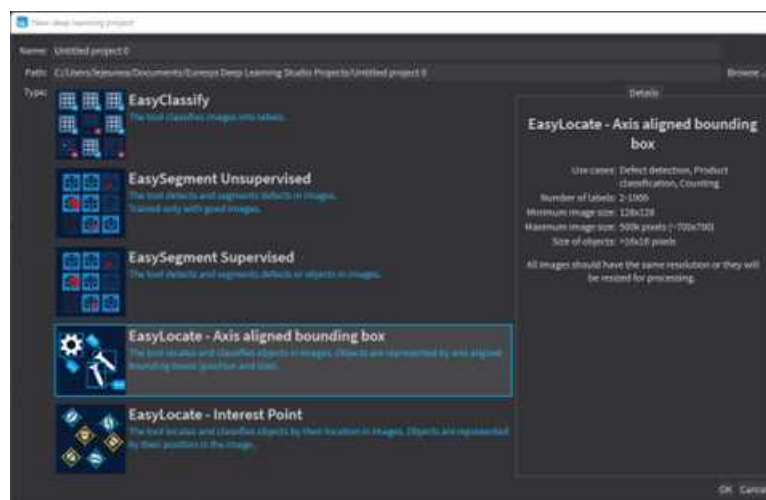 New deep learning project
Name: Untitled project 0
Path: C:/Users/ /Documents/Euresys Deep Learning Studio Projects/Untitled project 0
Browse ...
Type:
EasyClassify
The tool classifies images into labels.
EasySegment Unsupervised
The tool detects and segments defects in images.
Trained only with good images.
EasySegment Supervised
The tool detects and segments defects or objects in images.
EasyLocate - Axis aligned bounding box
The tool locates and classifies objects in images. Objects are represented by axis aligned
bounding boxes (position and size).
EasyLocate - Interest Point
The tool locates and classifies objects by their location in images. Objects are represented
by their position in the image.
Details
EasyLocate - Axis aligned bounding
box
Use cases: Defect detection, Product
classification, Counting
Number of labels: 2-1000
Minimum image size: 128x128
Maximum image size: 500k pixels (~700x700)
Size of objects: >16x16 pixels
All images should have the same resolution or they will
be resized for processing.
OK Cancel